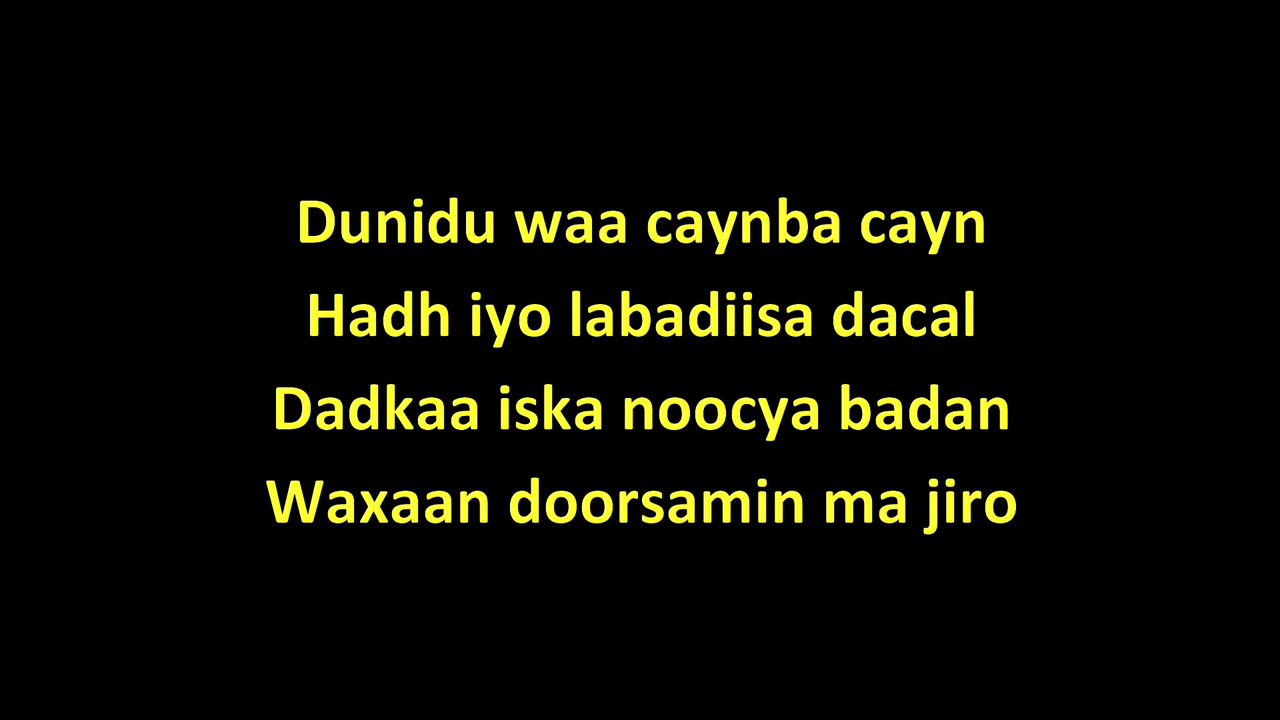 Dunidu waa caynba cayn
Hadh iyo labadiisa dacal
Dadkaa iska noocya badan
Waxaan doorsamin ma jiro